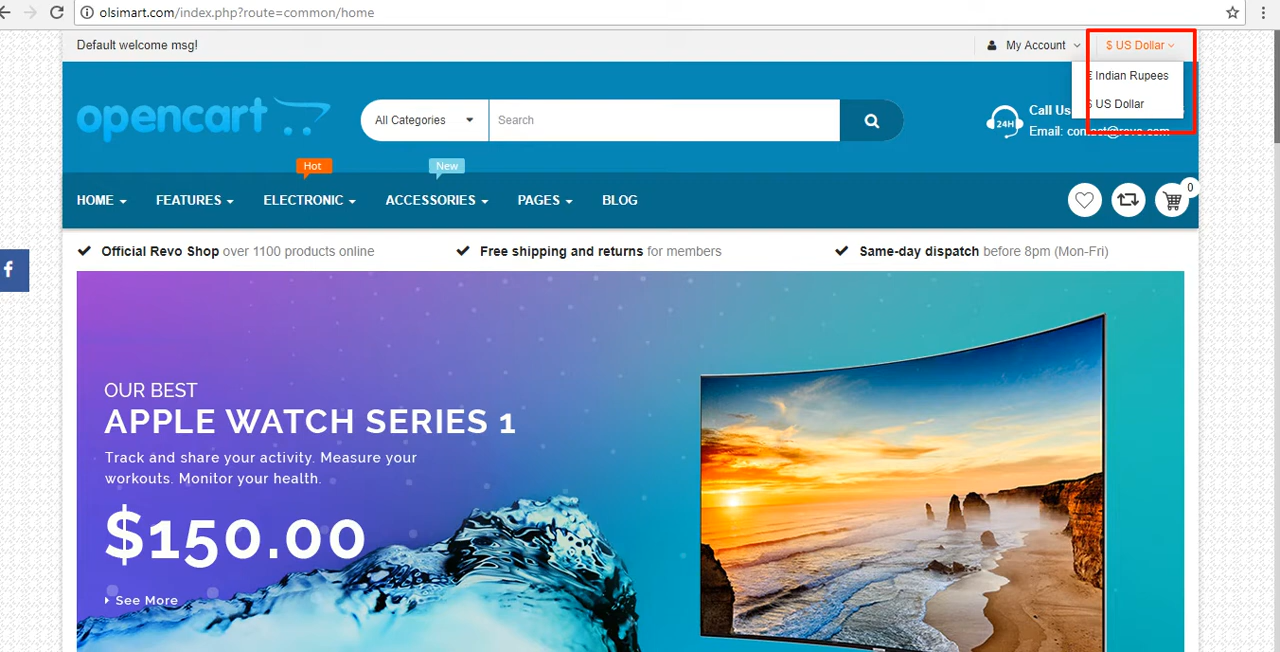 olsimart.com/index.php?route=common/home
Default welcome msg!
My Account
$ US Dollar
Indian Rupees
$ US Dollar
opencart
All Categories
Search
24H
Call Us
Email: contact@revo.com
Hot
New
HOME
FEATURES
ELECTRONIC
ACCESSORIES
PAGES
BLOG
0
Official Revo Shop over 1100 products online
Free shipping and returns for members
Same-day dispatch before 8pm (Mon-Fri)
f
OUR BEST
APPLE WATCH SERIES 1
Track and share your activity. Measure your
workouts. Monitor your health.
$150.00
See More